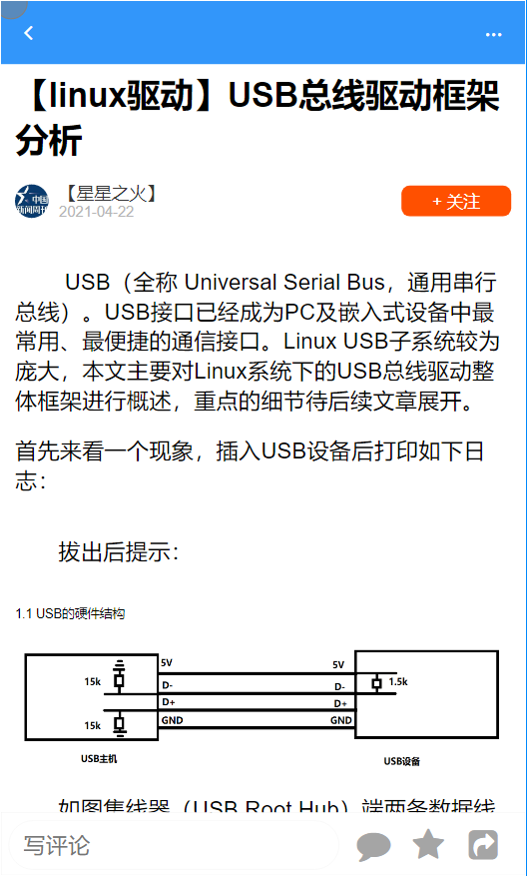 【linux驱动】USB总线驱动框架
分析
【星星之火】
2021-04-22
+ 关注
中国
新闻周刊
USB（全称 Universal Serial Bus，通用串行
总线）。USB接口已经成为PC及嵌入式设备中最
常用、最便捷的通信接口。Linux USB子系统较为
庞大，本文主要对Linux系统下的USB总线驱动整
体框架进行概述，重点的细节待后续文章展开。
首先来看一个现象，插入USB设备后打印如下日
志：
拔出后提示：
1.1 USB的硬件结构
5V 5V
15k D- D- 1.5k
D+ D+
15k GND GND
USB主机 USB设备
如图集线器（USB Root Hub）端两条数据线
写评论